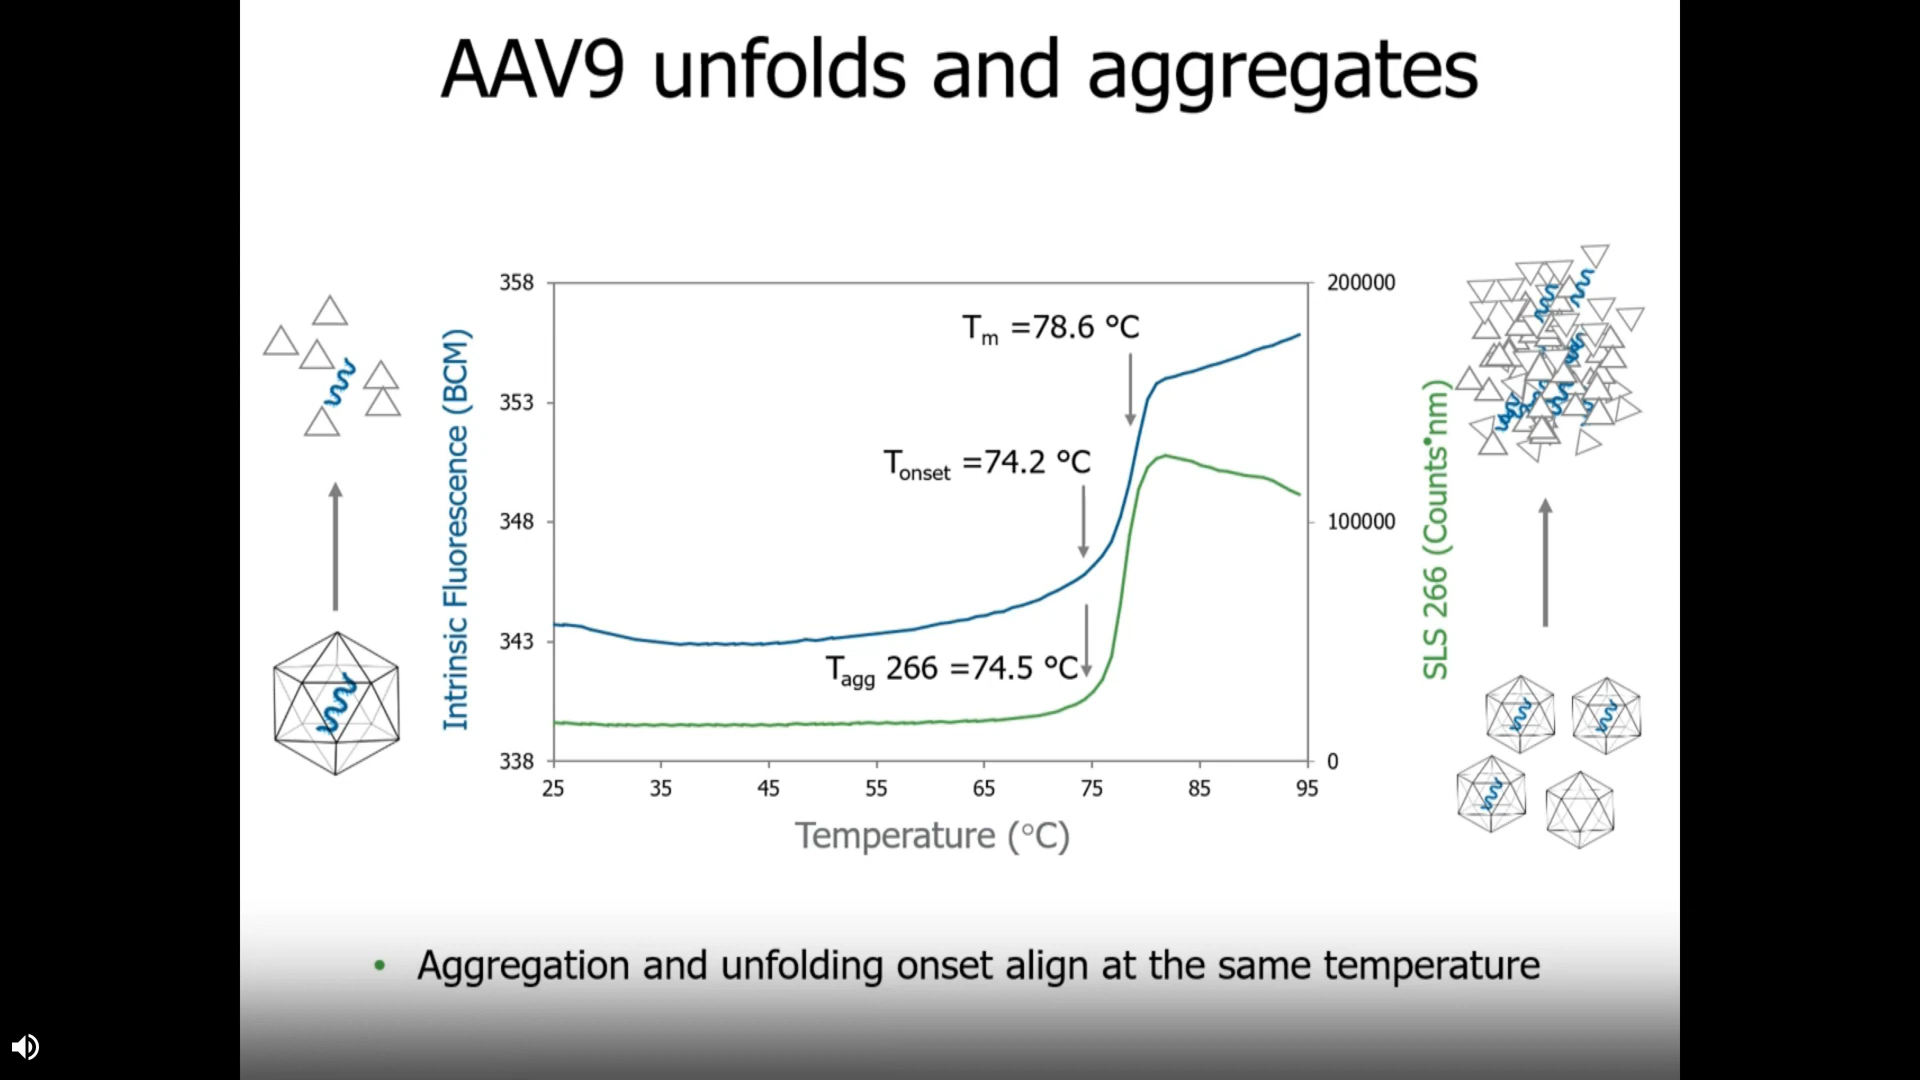 AAV9 unfolds and aggregates
358
353
348
343
338
Intrinsic Fluorescence (BCM)
200000
100000
0
SLS 266 (Counts•nm)
Tm =78.6 °C
Tonset =74.2 °C
Tagg 266 =74.5 °C
25 35 45 55 65 75 85 95
Temperature (°C)
• Aggregation and unfolding onset align at the same temperature